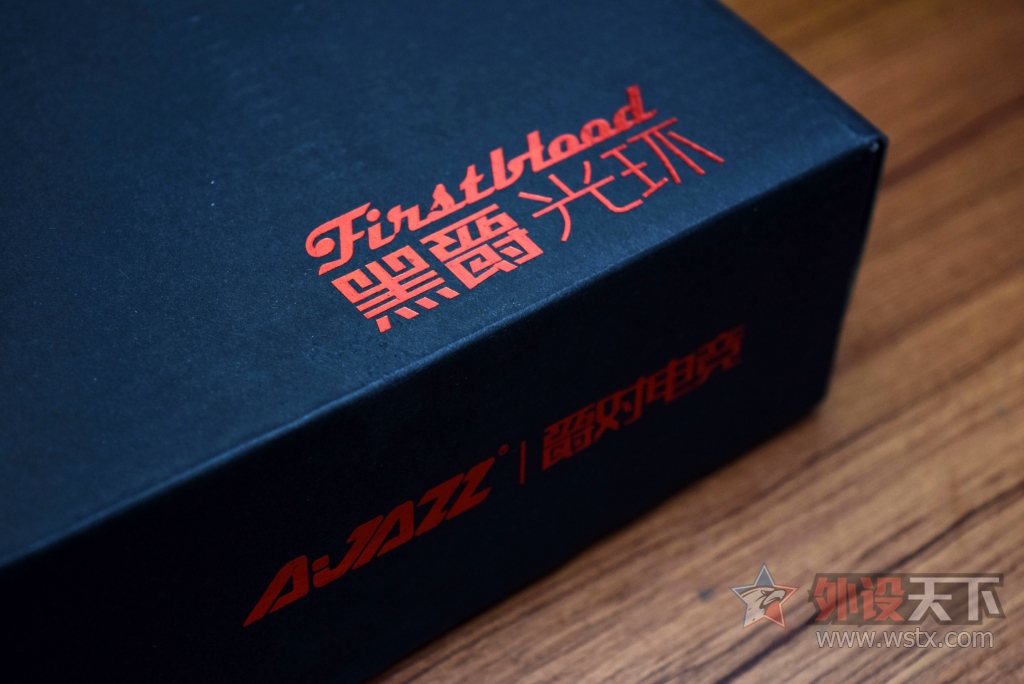 Firstblood
黑爵 光环
A·JAZZ® | 爵对电竞
外设天下
www.wstx.com